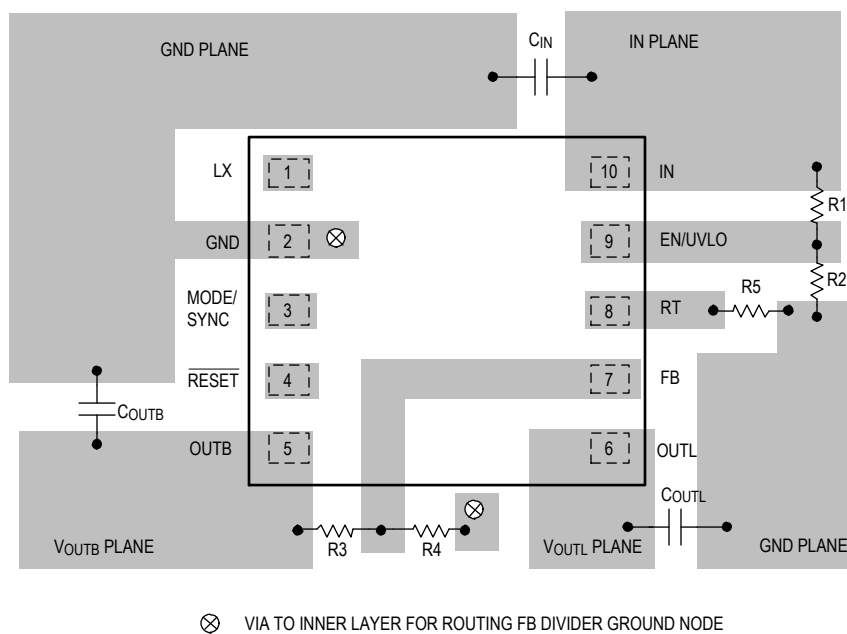 GND PLANE
CIN
IN PLANE
LX
1
10
IN
R1
GND
2
9
EN/UVLO
R2
MODE/
SYNC
3
8
RT
R5
RESET
4
7
FB
COUTB
OUTB
5
6
OUTL
COUTL
VOUTB PLANE
R3
R4
VOUTL PLANE
GND PLANE
VIA TO INNER LAYER FOR ROUTING FB DIVIDER GROUND NODE